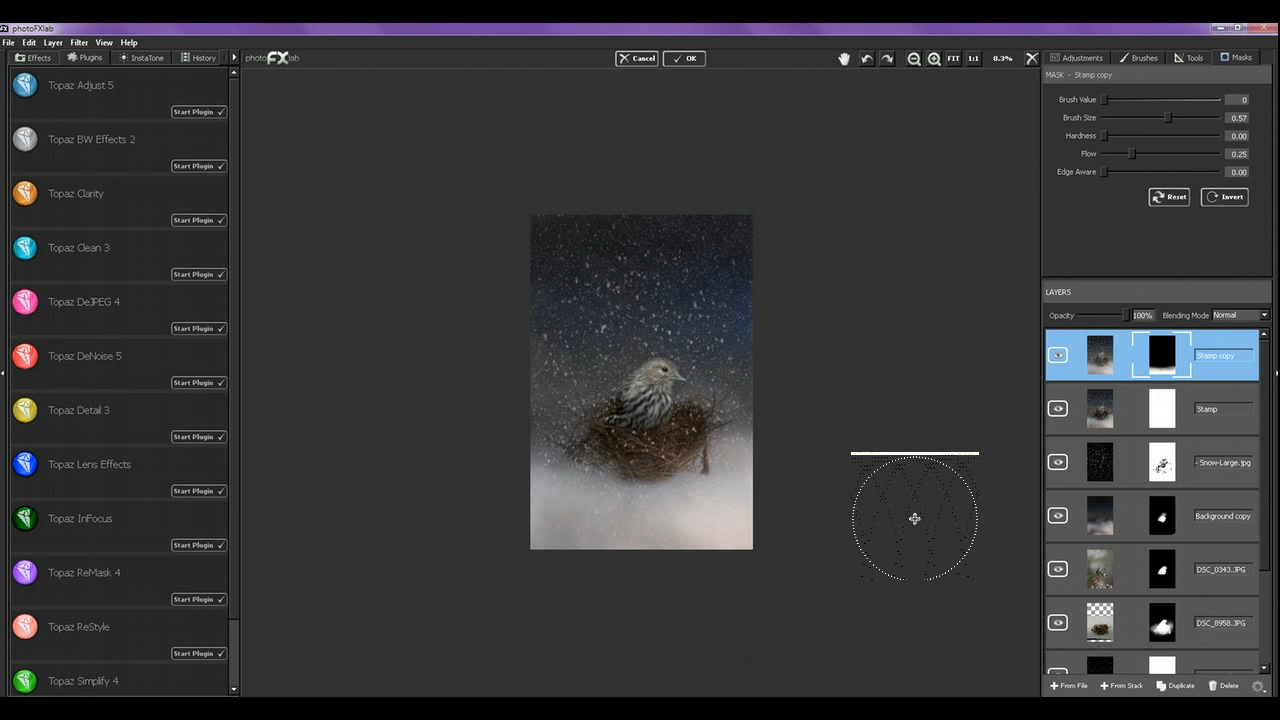 photoFXlab
File Edit Layer Filter View Help
Effects Plugins InstaTone History
photo FX lab
Cancel OK
FIT 1:1 8.3%
Adjustments Brushes Tools Masks
MASK - Stamp copy
Brush Value 0
Brush Size 0.57
Hardness 0.00
Flow 0.25
Edge Aware 0.00
Reset Invert
Topaz Adjust 5
Start Plugin
Topaz BW Effects 2
Start Plugin
Topaz Clarity
Start Plugin
Topaz Clean 3
Start Plugin
Topaz DeJPEG 4
Start Plugin
Topaz DeNoise 5
Start Plugin
Topaz Detail 3
Start Plugin
Topaz Lens Effects
Start Plugin
Topaz InFocus
Start Plugin
Topaz ReMask 4
Start Plugin
Topaz ReStyle
Start Plugin
Topaz Simplify 4
LAYERS
Opacity 100% Blending Mode Normal
Stamp copy
Stamp
- Snow-Large.jpg
Background copy
DSC_0343.JPG
DSC_8958.JPG
From File From Stack Duplicate Delete